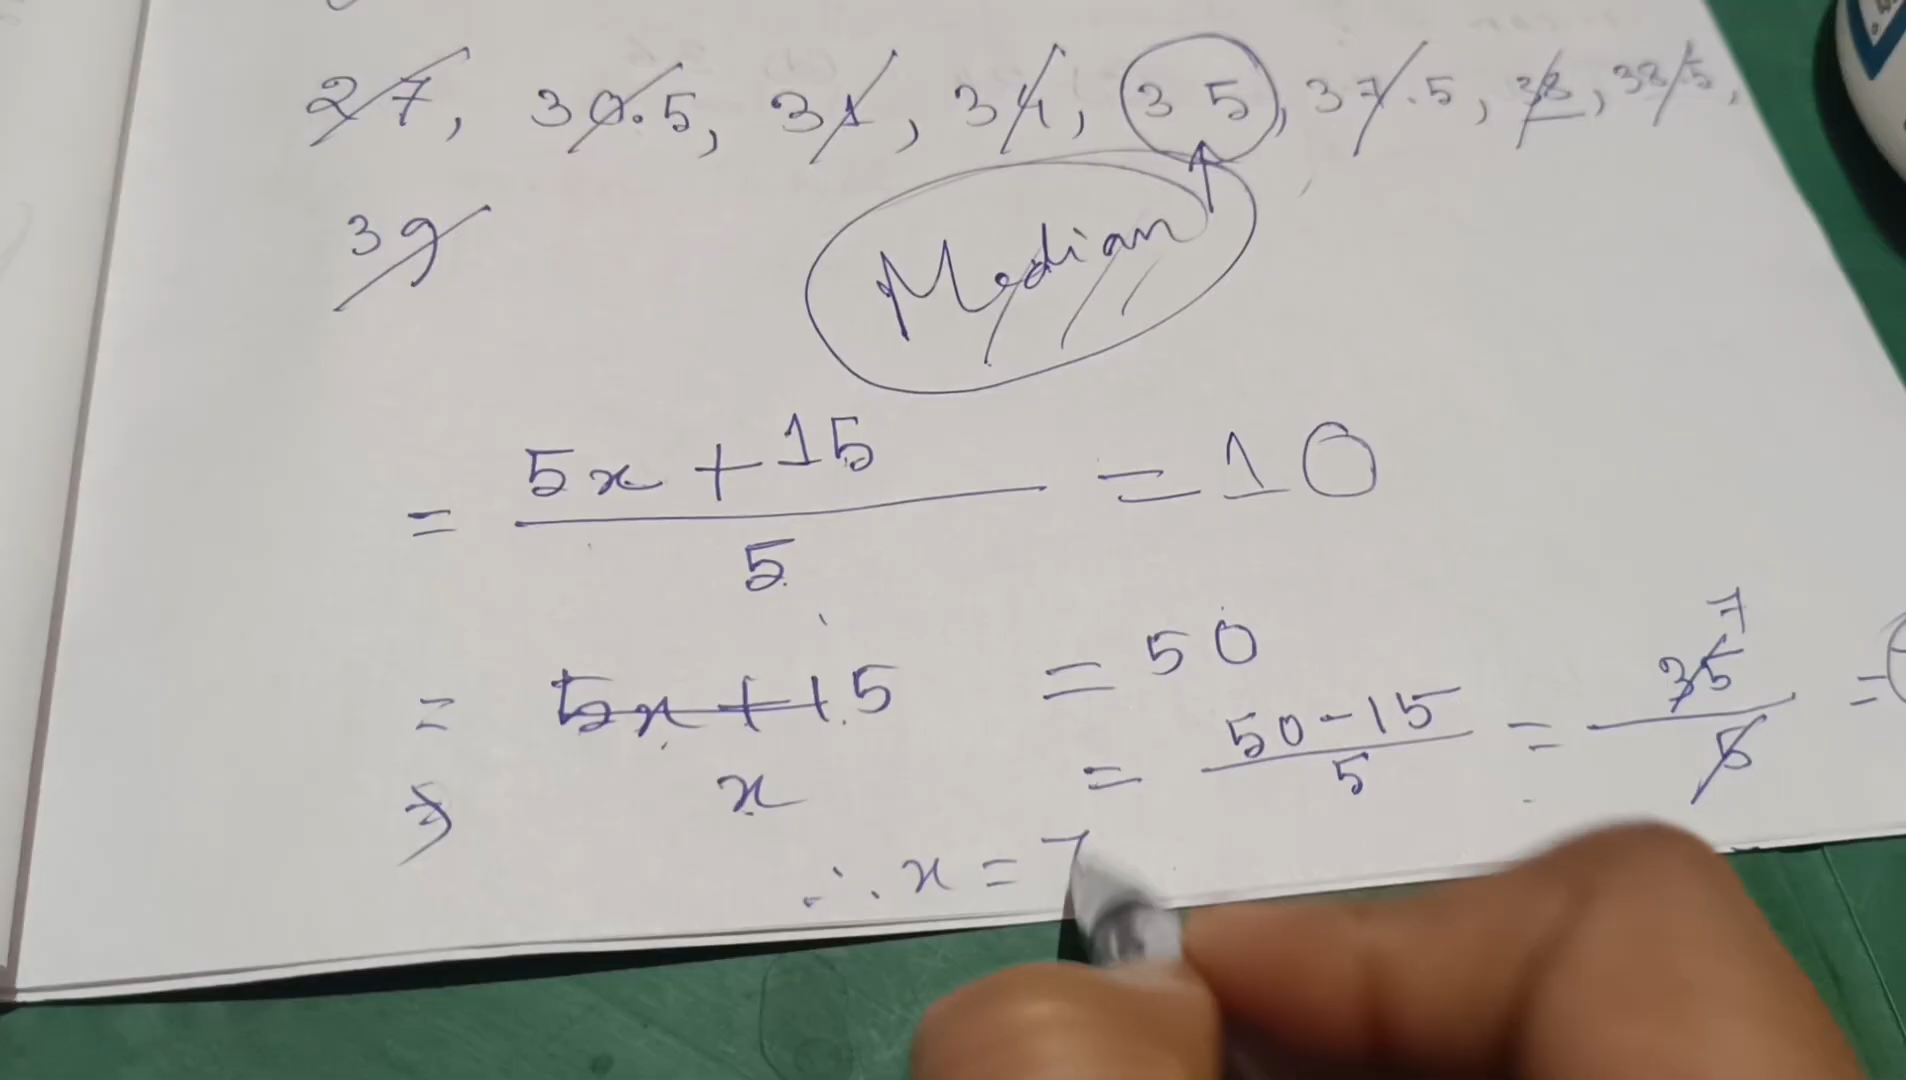 27, 30.5, 31, 34, 35, 37.5, 38, 38.5,
39
Median
= 5x + 15 / 5 = 10
= 5x + 15 = 50
⇒ x = 50 - 15 / 5 = 35 / 5 =
7
∴ x = 7